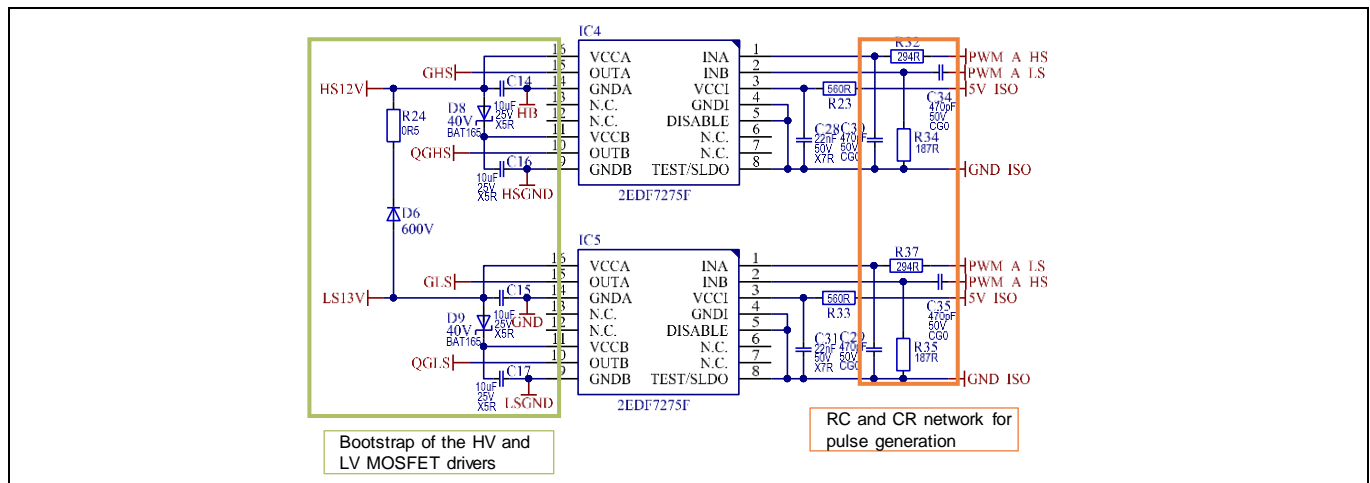 IC4
HS12V
GHS
R24
0R5
D8
40V
BAT165
C14
10uF
25V
X5R
HB
QGHS
C16
10uF
25V
X5R
HSGND
D6
600V
16 VCCA
15 OUTA
14 GNDA
13 N.C.
12 N.C.
11 VCCB
10 OUTB
9 GNDB
INA 1
INB 2
VCCI 3
GNDI 4
DISABLE 5
N.C. 6
N.C. 7
TEST/SLDO 8
2EDF7275F
R32
294R
PWM A HS
PWM A LS
5V ISO
560R
R23
C34
470pF
50V
CG0
C28
22nF
50V
X7R
C30
470pF
50V
CG0
R34
187R
GND ISO
IC5
GLS
LS13V
C15
10uF
25V
X5R
GND
D9
40V
BAT165
QGLS
C17
10uF
25V
X5R
LSGND
16 VCCA
15 OUTA
14 GNDA
13 N.C.
12 N.C.
11 VCCB
10 OUTB
9 GNDB
INA 1
INB 2
VCCI 3
GNDI 4
DISABLE 5
N.C. 6
N.C. 7
TEST/SLDO 8
2EDF7275F
R37
294R
PWM A LS
PWM A HS
5V ISO
560R
R33
C35
470pF
50V
CG0
C31
22nF
50V
X7R
C29
470pF
50V
CG0
R35
187R
GND ISO
Bootstrap of the HV and
LV MOSFET drivers
RC and CR network for
pulse generation